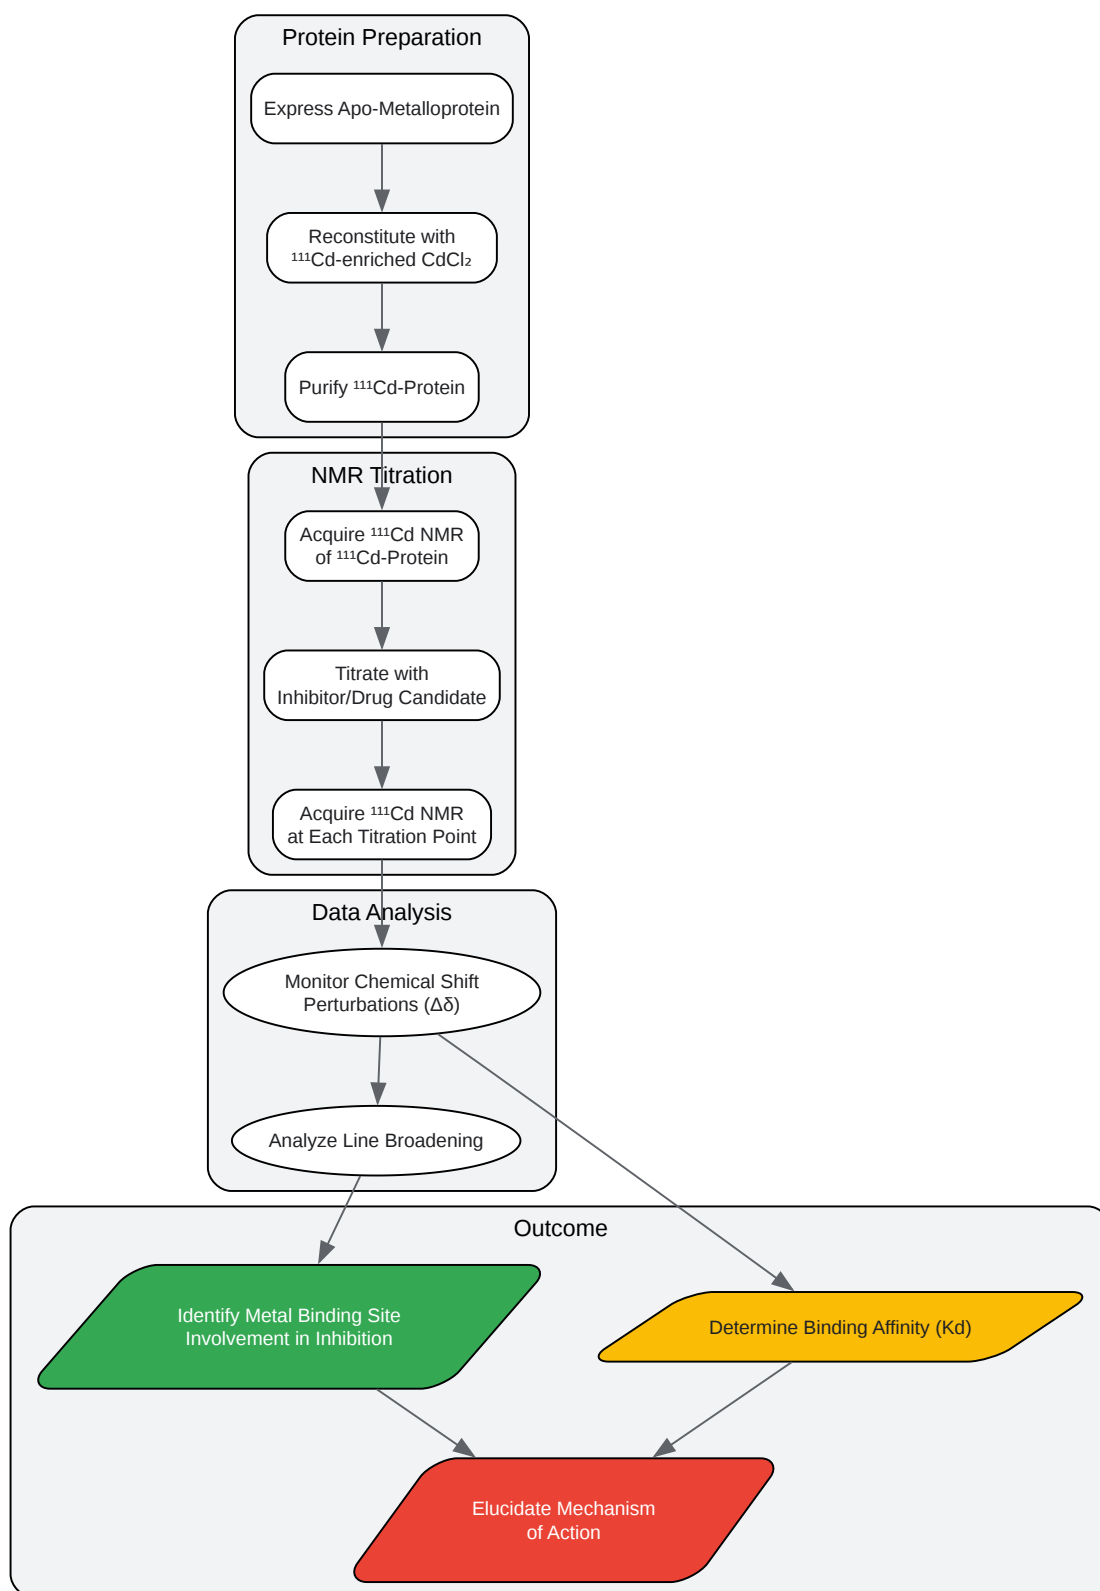 Protein Preparation
Express Apo-Metalloprotein
Reconstitute with
¹¹¹Cd-enriched CdCl₂
Purify ¹¹¹Cd-Protein
NMR Titration
Acquire ¹¹¹Cd NMR
of ¹¹¹Cd-Protein
Titrate with
Inhibitor/Drug Candidate
Acquire ¹¹¹Cd NMR
at Each Titration Point
Data Analysis
Monitor Chemical Shift
Perturbations (Δδ)
Analyze Line Broadening
Outcome
Identify Metal Binding Site
Involvement in Inhibition
Determine Binding Affinity (Kd)
Elucidate Mechanism
of Action